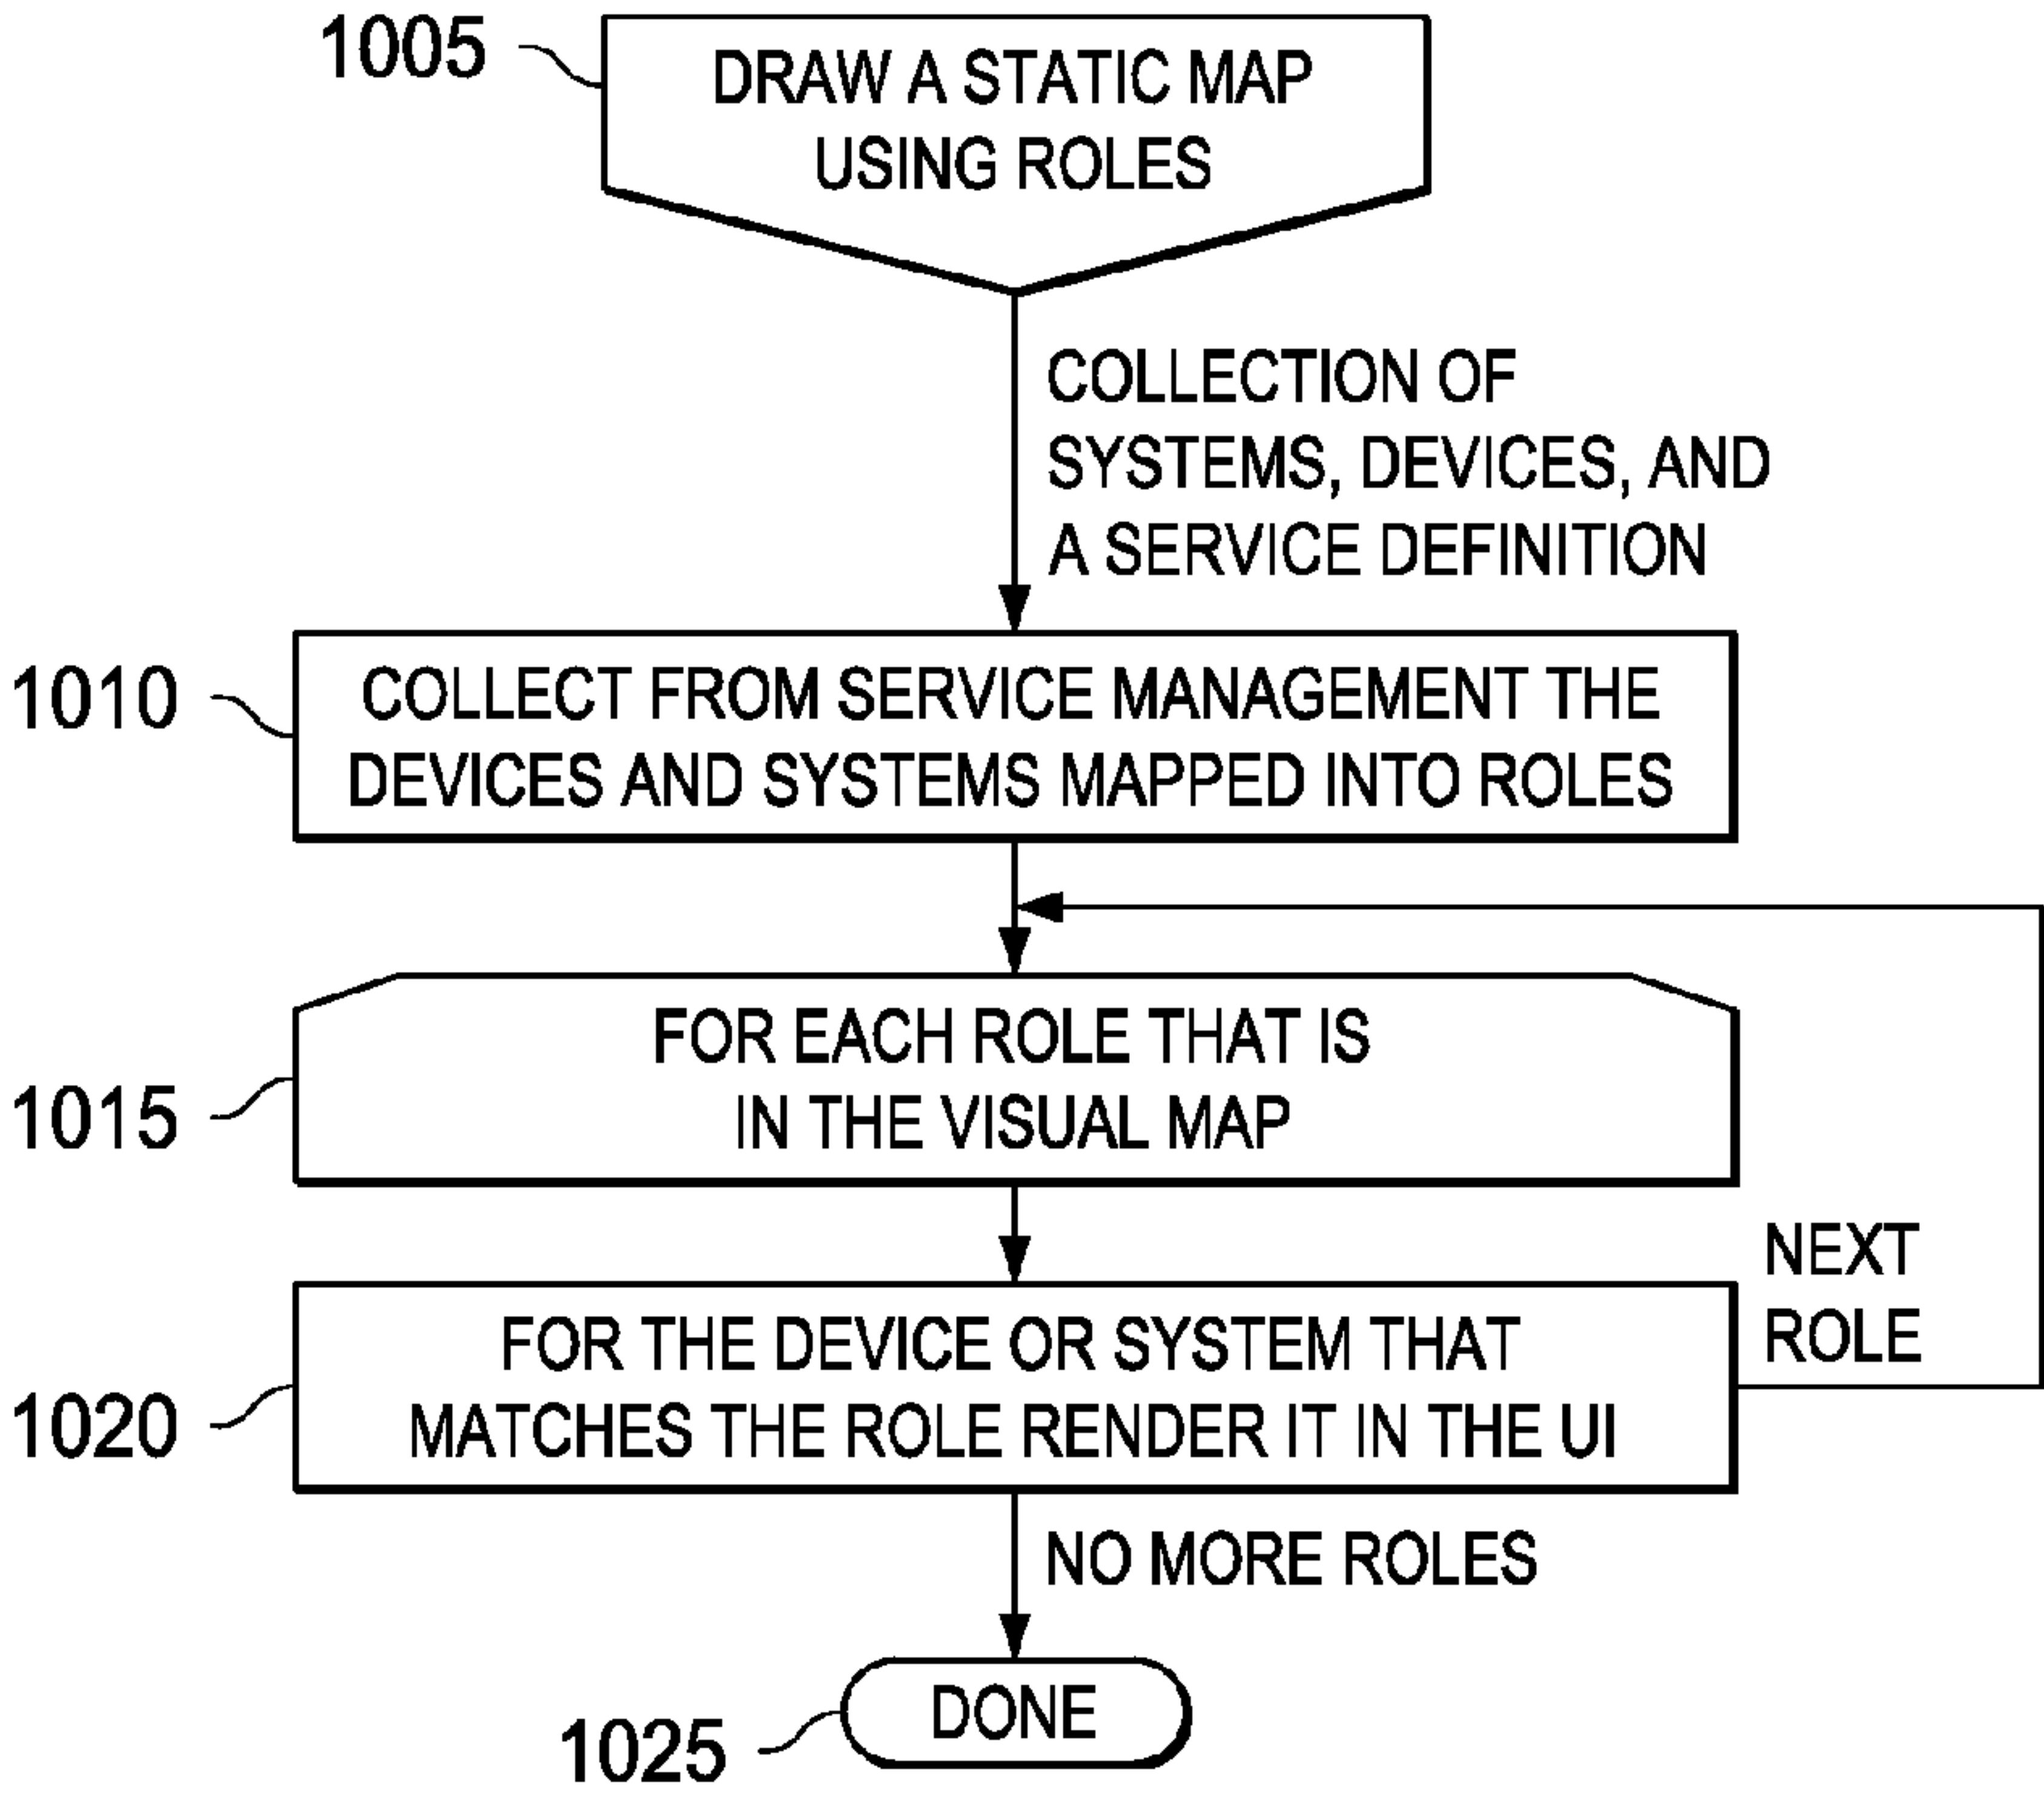 1005
DRAW A STATIC MAP
USING ROLES
COLLECTION OF
SYSTEMS, DEVICES, AND
A SERVICE DEFINITION
1010
COLLECT FROM SERVICE MANAGEMENT THE
DEVICES AND SYSTEMS MAPPED INTO ROLES
1015
FOR EACH ROLE THAT IS
IN THE VISUAL MAP
NEXT
ROLE
1020
FOR THE DEVICE OR SYSTEM THAT
MATCHES THE ROLE RENDER IT IN THE UI
NO MORE ROLES
1025
DONE